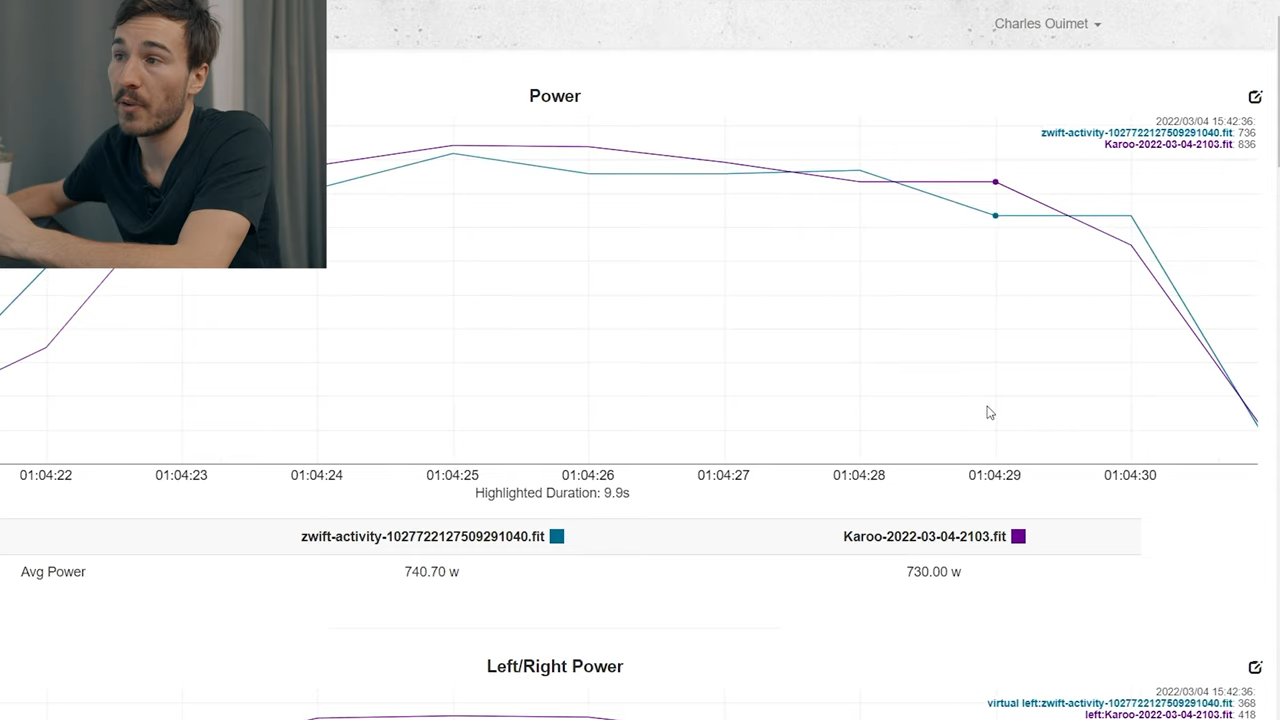 Charles Ouimet
Power
2022/03/04 15:42:36:
zwift-activity-1027722127509291040.fit: 736
Karoo-2022-03-04-2103.fit: 836
01:04:22 01:04:23 01:04:24 01:04:25 01:04:26 01:04:27 01:04:28 01:04:29 01:04:30
Highlighted Duration: 9.9s
zwift-activity-1027722127509291040.fit Karoo-2022-03-04-2103.fit
Avg Power 740.70 w 730.00 w
Left/Right Power
2022/03/04 15:42:36:
virtual left:zwift-activity-1027722127509291040.fit: 368
left:Karoo-2022-03-04-2103.fit: 418